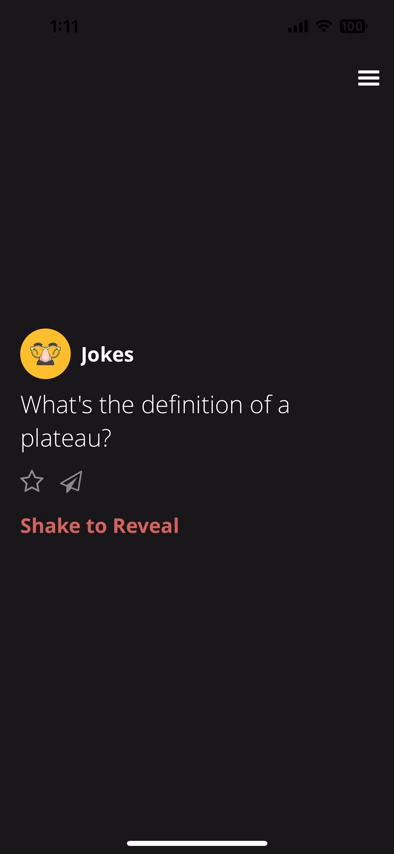 1:11
100
Jokes
What's the definition of a
plateau?
Shake to Reveal